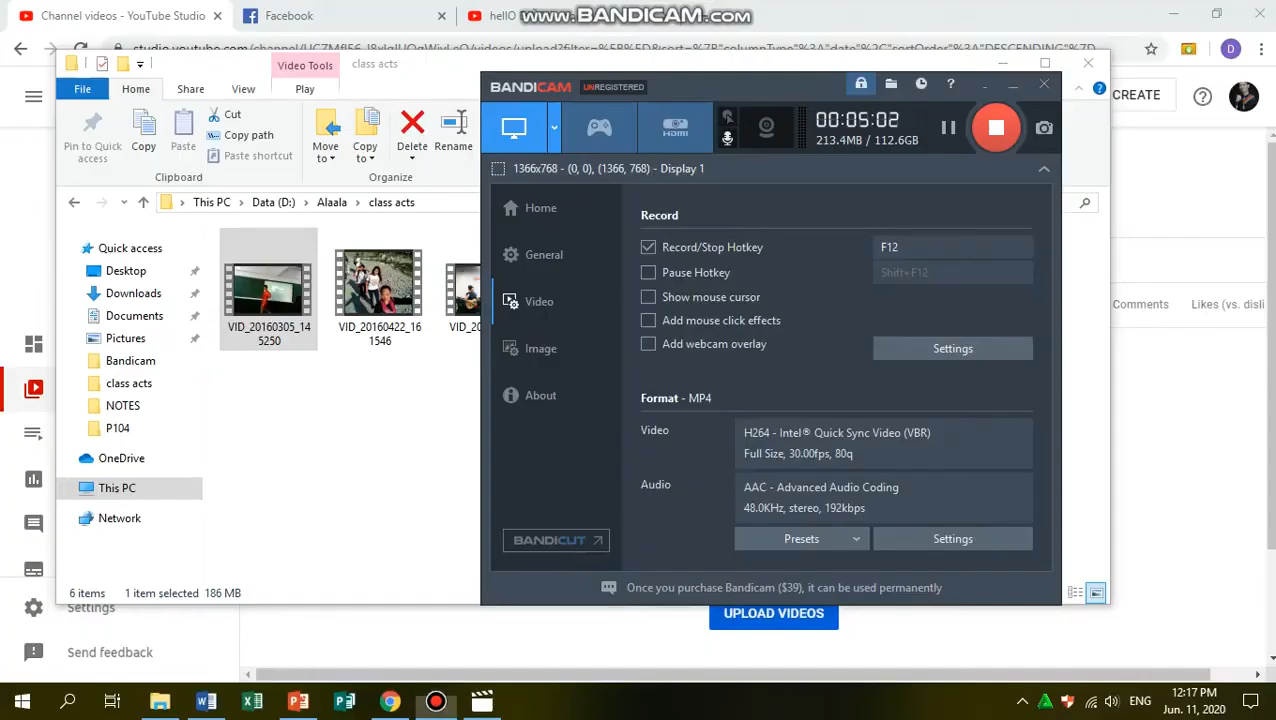 Channel videos - YouTube Studio
Facebook
hellO
www.BANDICAM.com
Video Tools
class acts
File
Home
Share
View
Play
Pin to Quick access
Copy
Paste
Cut
Copy path
Paste shortcut
Clipboard
Move to
Copy to
Delete
Rename
Organize
This PC
Data (D:)
Alaala
class acts
Quick access
Desktop
Downloads
Documents
Pictures
Bandicam
class acts
NOTES
P104
OneDrive
This PC
Network
VID_20160305_14
5250
VID_20160422_16
1546
VID_20
6 items 1 item selected 186 MB
BANDICAM UNREGISTERED
HDMI
00:05:02
213.4MB / 112.6GB
1366x768 - (0, 0), (1366, 768) - Display 1
Home
General
Video
Image
About
BANDICUT
Record
Record/Stop Hotkey
F12
Pause Hotkey
Shift+F12
Show mouse cursor
Add mouse click effects
Add webcam overlay
Settings
Format - MP4
Video
H264 - Intel® Quick Sync Video (VBR)
Full Size, 30.00fps, 80q
Audio
AAC - Advanced Audio Coding
48.0KHz, stereo, 192kbps
Presets
Settings
Once you purchase Bandicam ($39), it can be used permanently
D
CREATE
Comments
Likes (vs. disli
UPLOAD VIDEOS
Settings
Send feedback
ENG
12:17 PM
Jun. 11, 2020